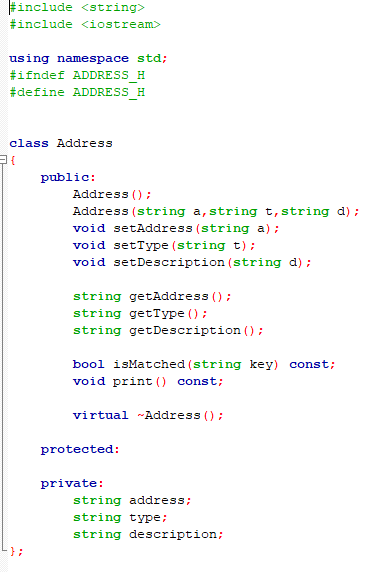 #include <string>
#include <iostream>
using namespace std;
#ifndef ADDRESS_H
#define ADDRESS_H
class Address
{
public:
Address();
Address(string a,string t,string d);
void setAddress(string a);
void setType(string t);
void setDescription(string d);
string getAddress();
string getType();
string getDescription();
bool isMatched(string key) const;
void print() const;
virtual ~Address();
protected:
private:
string address;
string type;
string description;
};